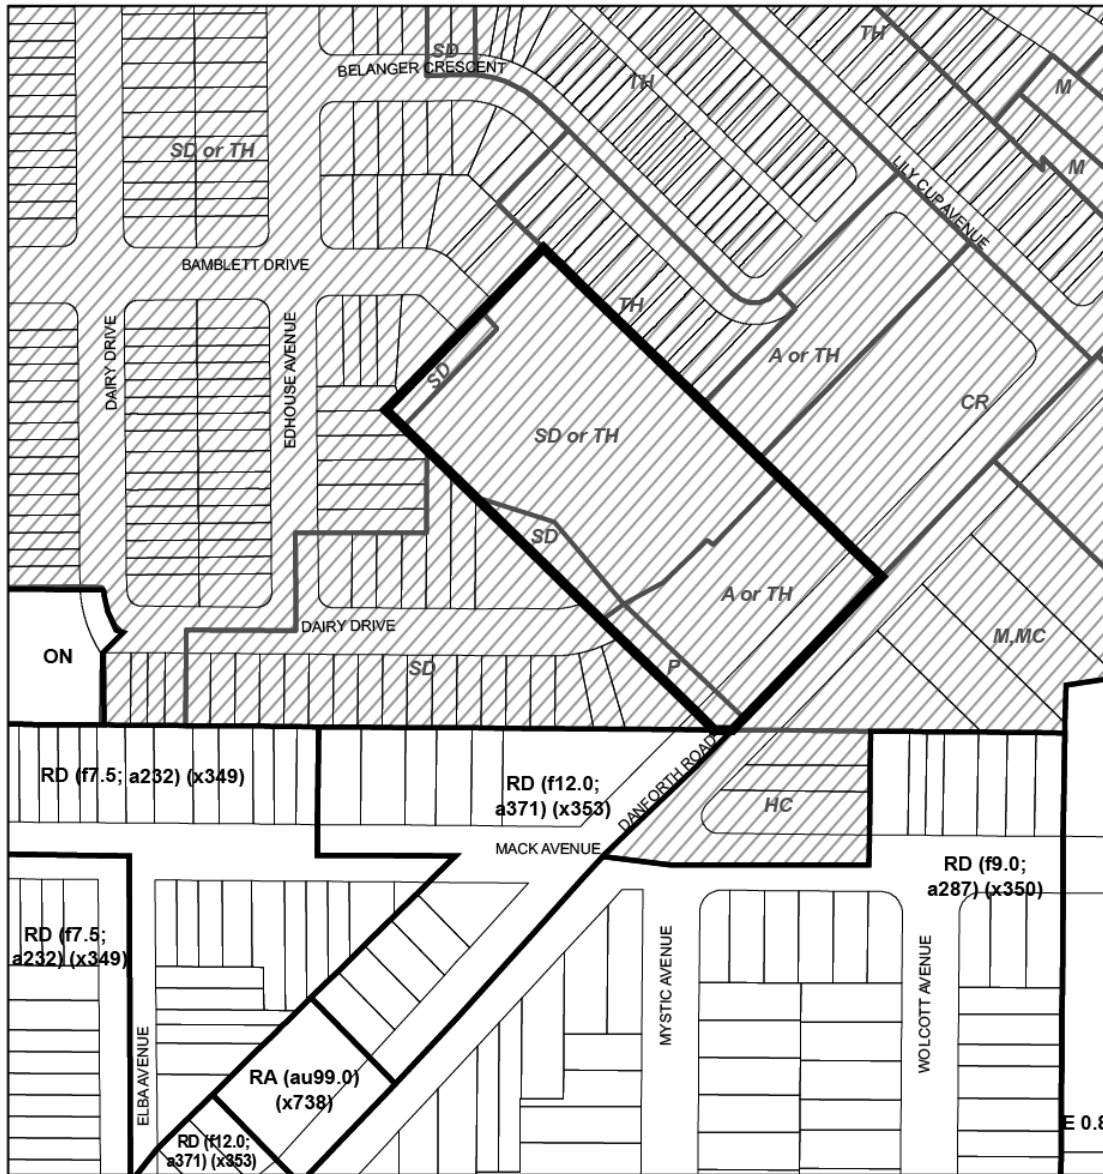 SD
BELANGER CRESCENT
TH
TH
M
SD or TH
M
LILY CUP AVENUE
BAMBLETT DRIVE
TH
DAIRY DRIVE
EDHOUSE AVENUE
A or TH
SD
CR
SD or TH
SD
A or TH
DAIRY DRIVE
M,MC
ON
SD
P
RD (f7.5; a232) (x349)
RD (f12.0;
a371) (x353)
DANFORTH ROAD
HC
MACK AVENUE
RD (f9.0;
a287) (x350)
RD (f7.5;
a232) (x349)
MYSTIC AVENUE
WOLCOTT AVENUE
ELBA AVENUE
RA (au99.0)
(x738)
E 0.8
RD (f12.0;
a371) (x353)